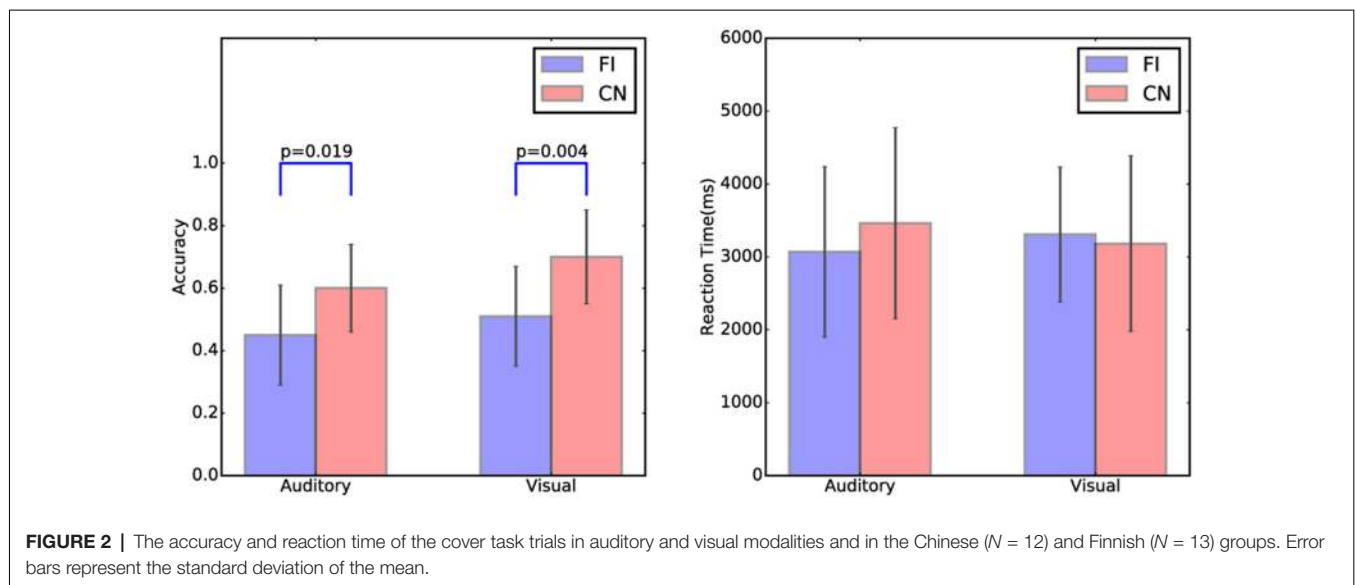 FI
CN
p=0.019
p=0.004
1.0
0.8
0.6
0.4
0.2
0.0
Accuracy
Auditory
Visual
FI
CN
6000
5000
4000
3000
2000
1000
0
Reaction Time(ms)
Auditory
Visual
FIGURE 2 | The accuracy and reaction time of the cover task trials in auditory and visual modalities and in the Chinese (N = 12) and Finnish (N = 13) groups. Error
bars represent the standard deviation of the mean.